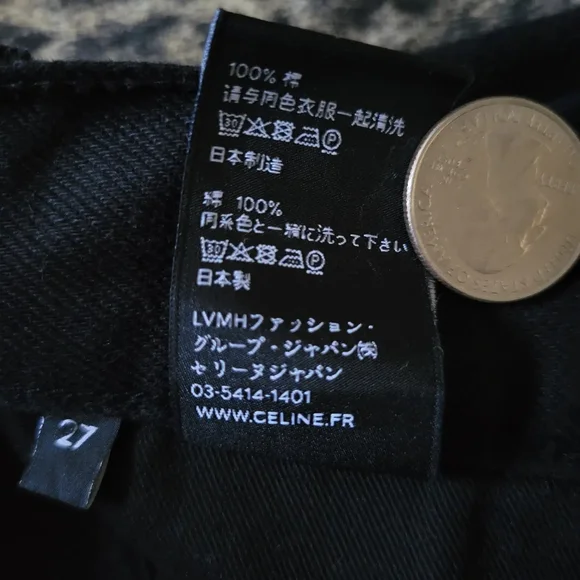 100% 棉
请与同色衣服一起清洗
30 P
日本制造
綿 100%
同系色と一緒に洗って下さい
30 P
日本製
LVMHファッション・
グループ・ジャパン㈱
セリーヌジャパン
03-5414-1401
WWW.CELINE.FR
27